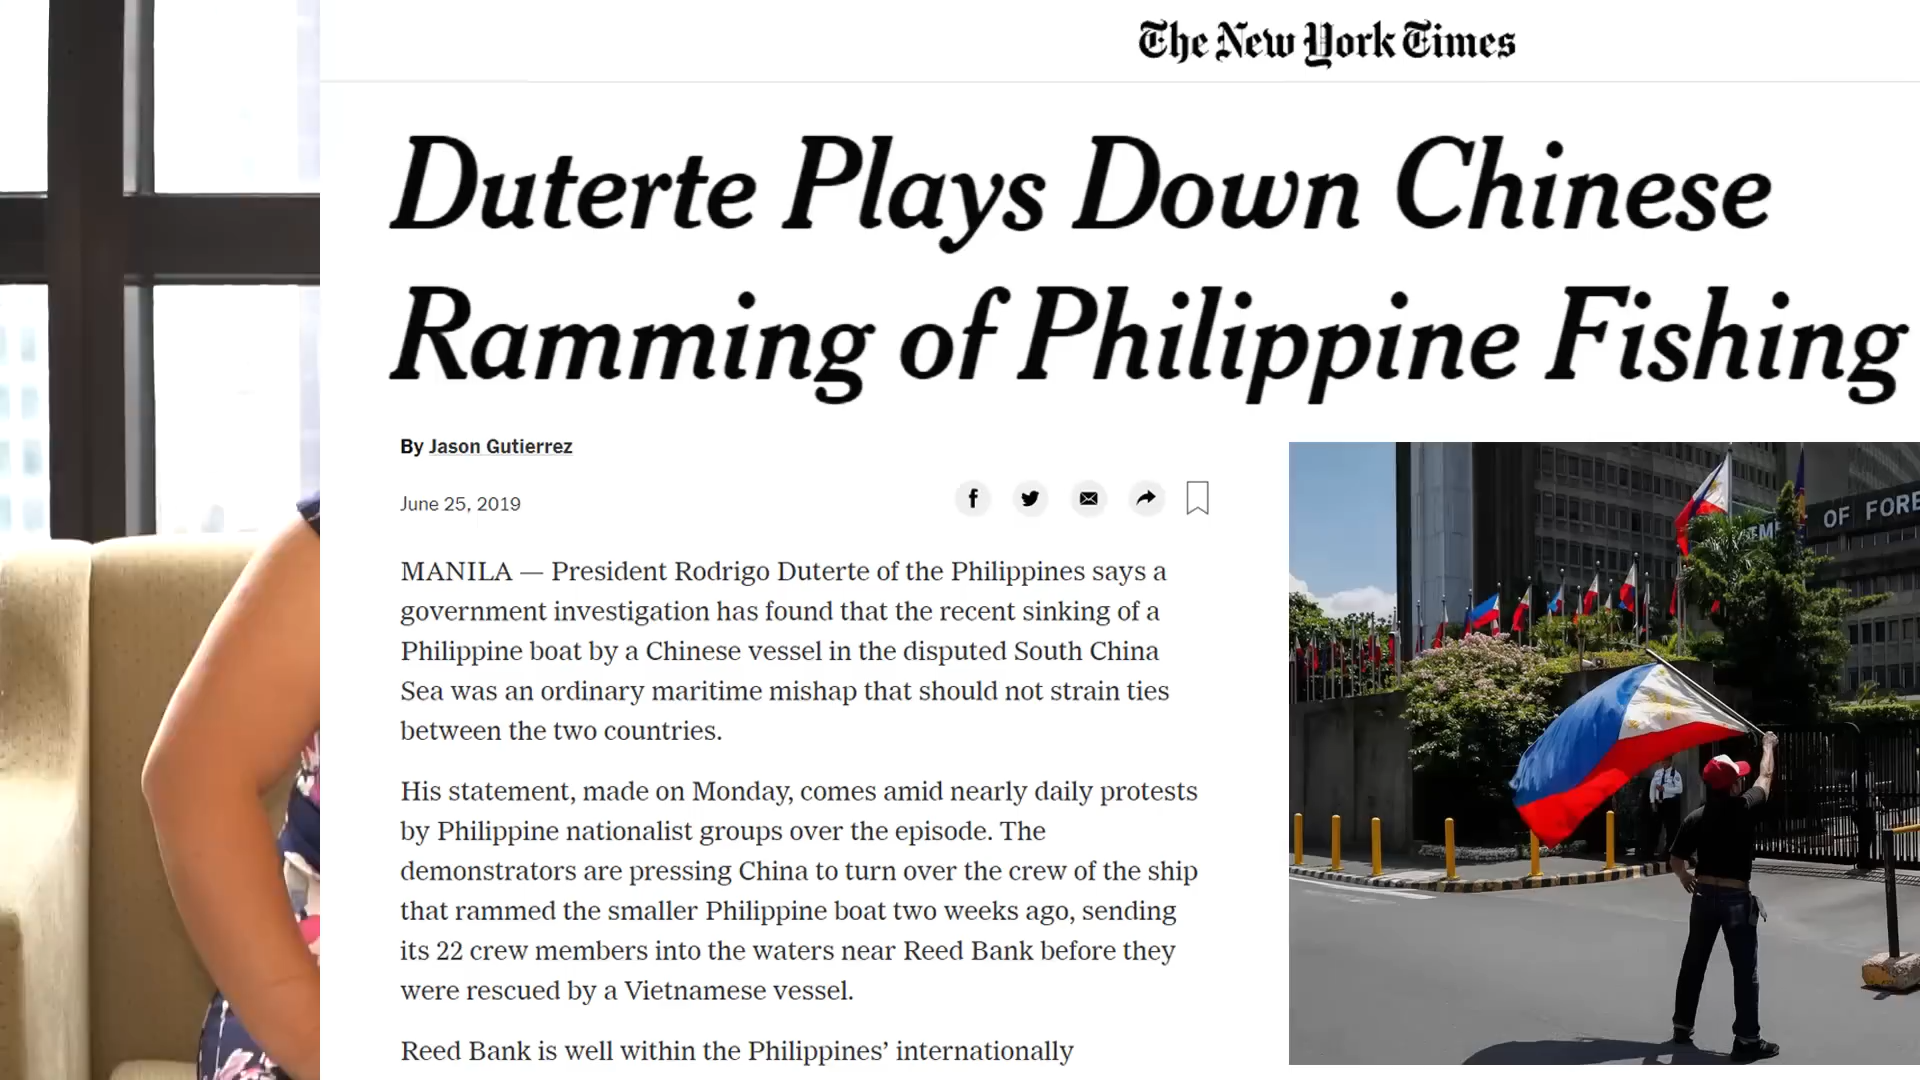 The New York Times
Duterte Plays Down Chinese
Ramming of Philippine Fishing
By Jason Gutierrez
June 25, 2019
MANILA — President Rodrigo Duterte of the Philippines says a
government investigation has found that the recent sinking of a
Philippine boat by a Chinese vessel in the disputed South China
Sea was an ordinary maritime mishap that should not strain ties
between the two countries.
His statement, made on Monday, comes amid nearly daily protests
by Philippine nationalist groups over the episode. The
demonstrators are pressing China to turn over the crew of the ship
that rammed the smaller Philippine boat two weeks ago, sending
its 22 crew members into the waters near Reed Bank before they
were rescued by a Vietnamese vessel.
Reed Bank is well within the Philippines’ internationally
OF